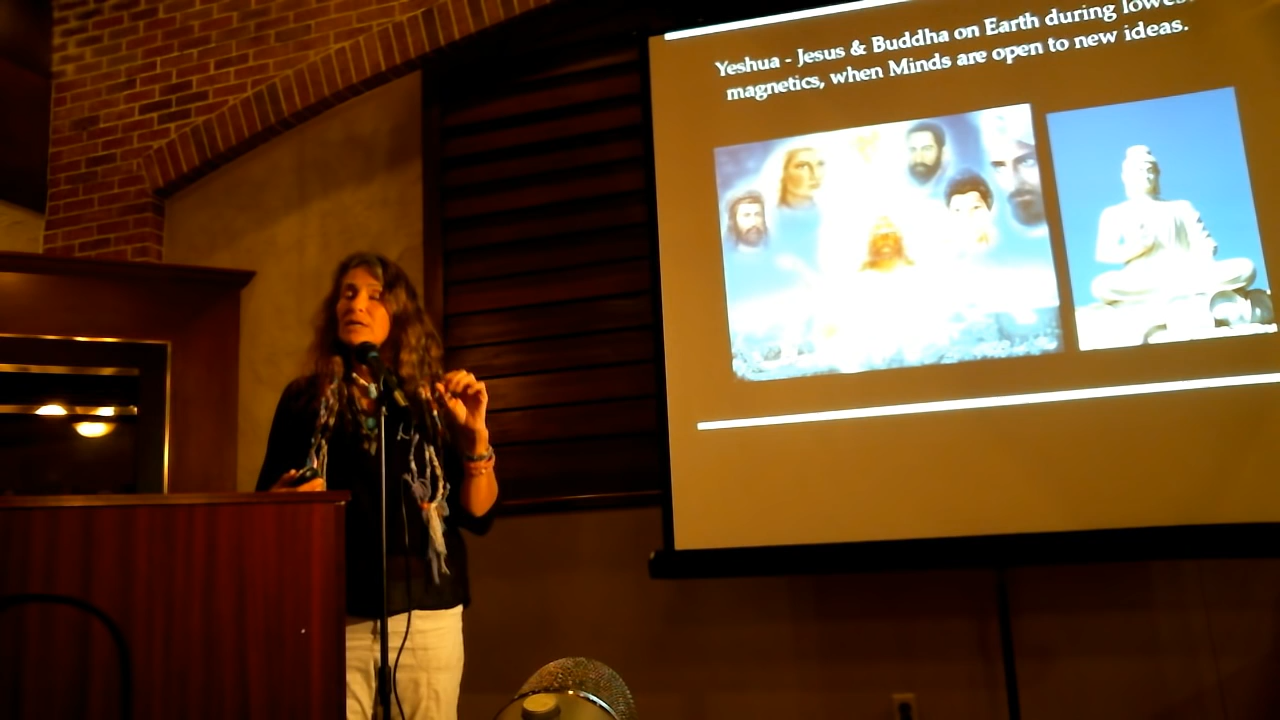 Yeshua - Jesus & Buddha on Earth during lowest
magnetics, when Minds are open to new ideas.